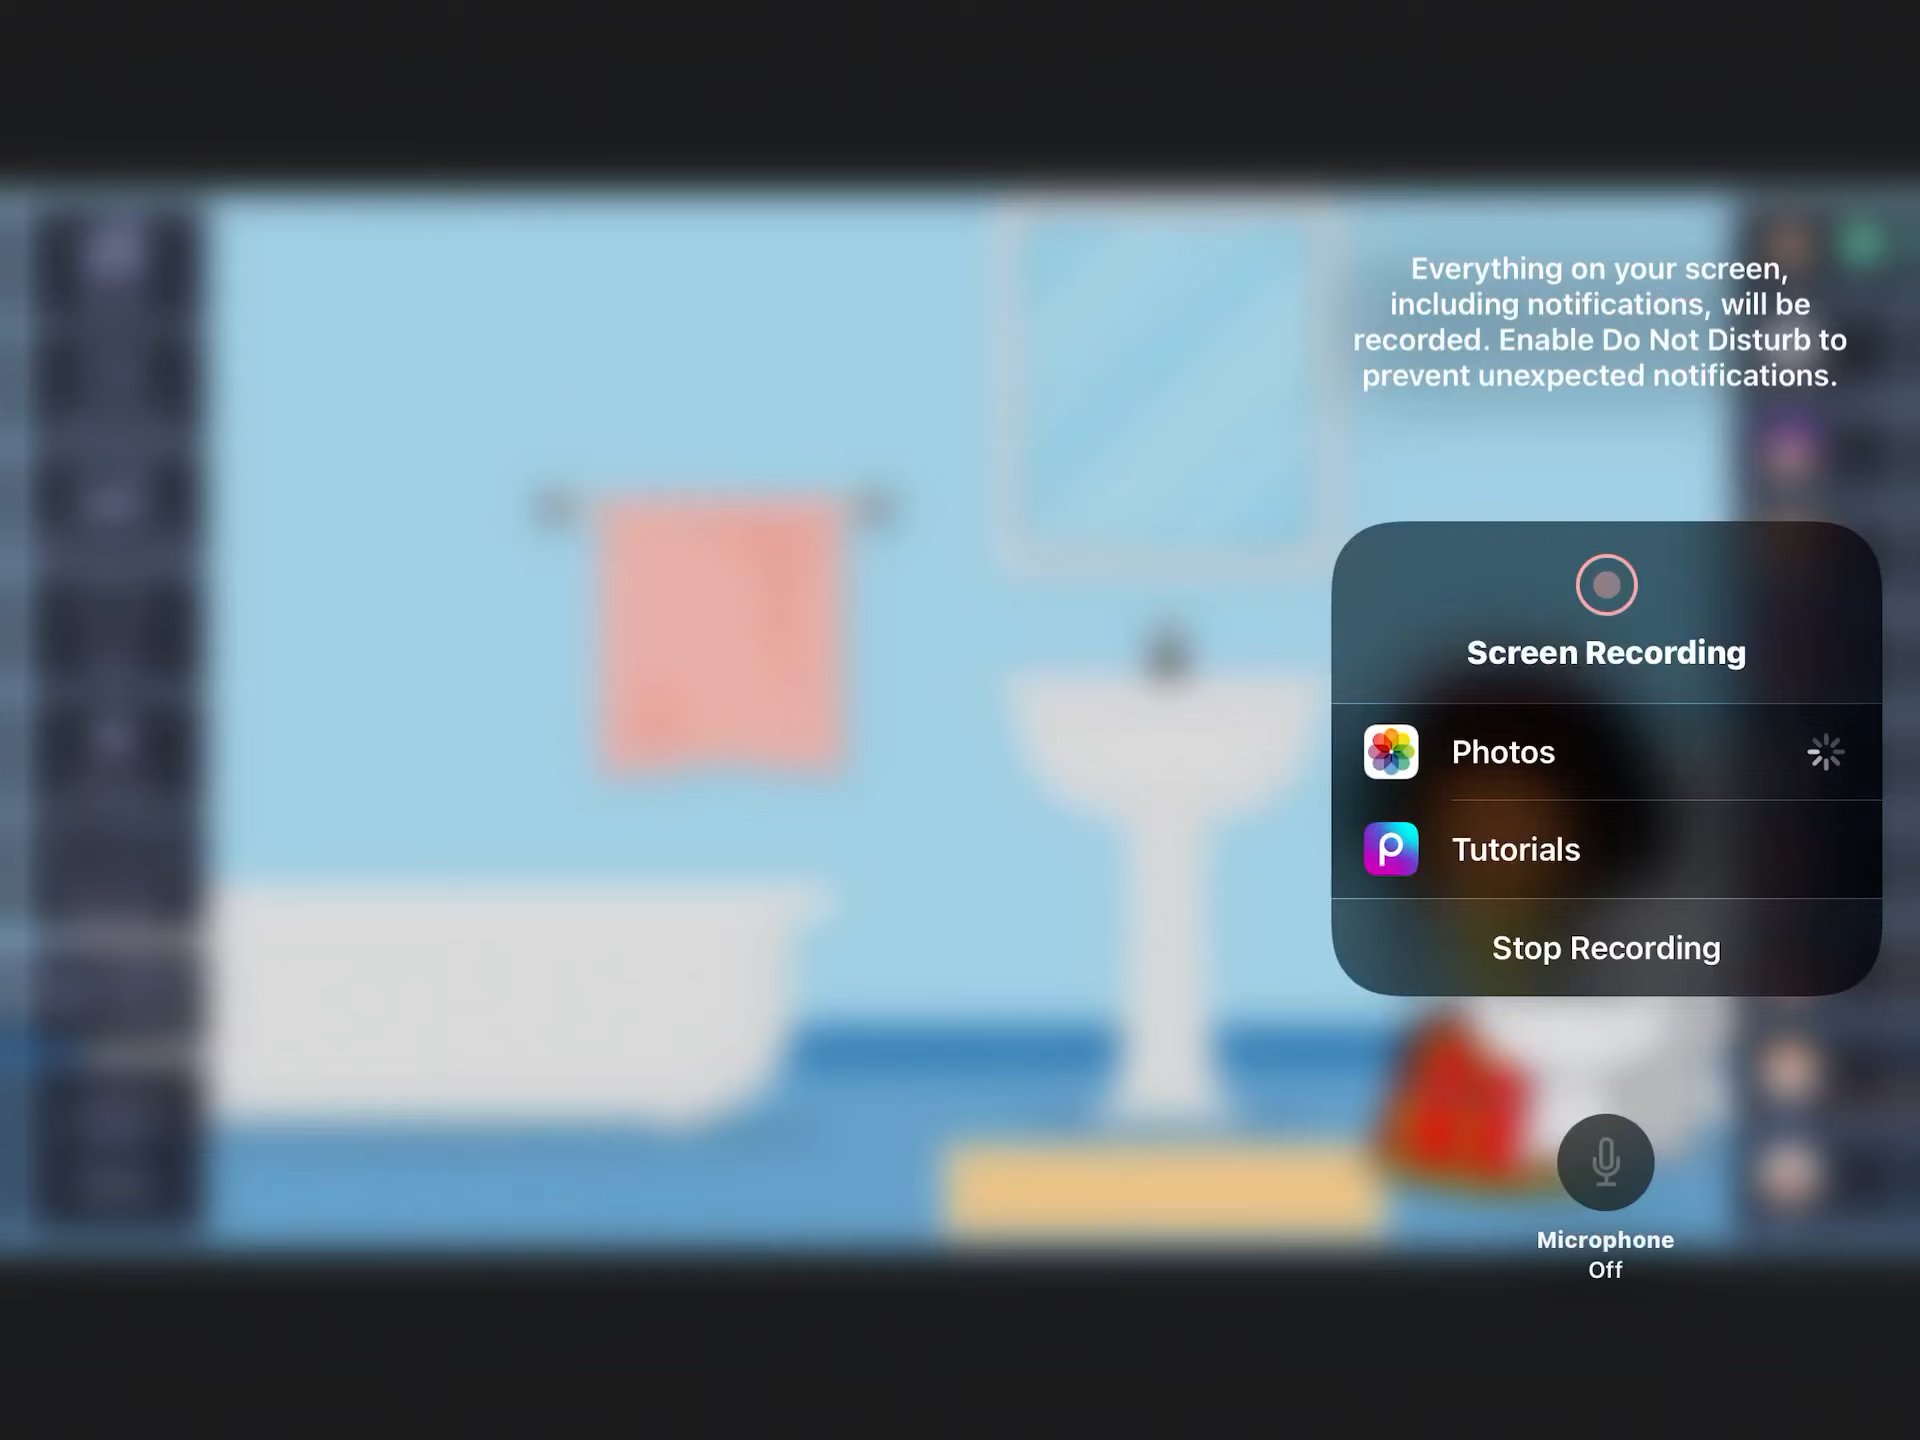 Everything on your screen,
including notifications, will be
recorded. Enable Do Not Disturb to
prevent unexpected notifications.
Screen Recording
Photos
Tutorials
Stop Recording
Microphone
Off